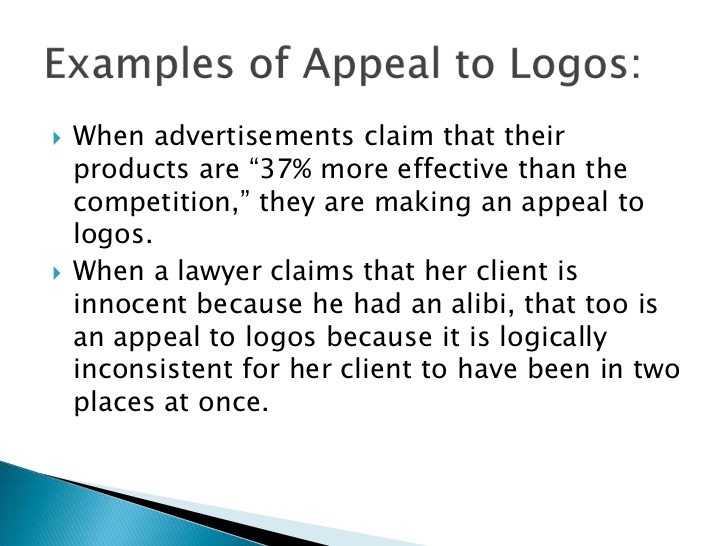 Examples of Appeal to Logos:
When advertisements claim that their
products are “37% more effective than the
competition,” they are making an appeal to
logos.
When a lawyer claims that her client is
innocent because he had an alibi, that too is
an appeal to logos because it is logically
inconsistent for her client to have been in two
places at once.